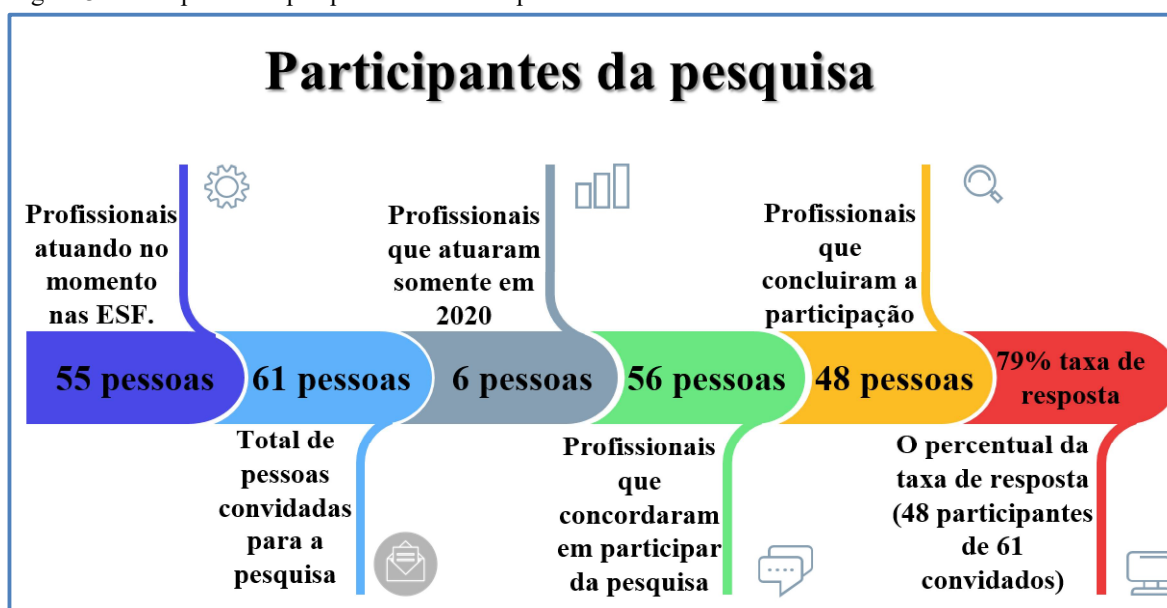 Participantes da pesquisa
Profissionais
atuando no
momento
nas ESF.
55 pessoas
61 pessoas
Total de
pessoas
convidadas
para a
pesquisa
Profissionais
que atuaram
somente em
2020
6 pessoas
56 pessoas
Profissionais
que
concordaram
em participar
da pesquisa
Profissionais
que
concluiram a
participação
48 pessoas
79% taxa de
resposta
O percentual da
taxa de resposta
(48 participantes
de 61
convidados)